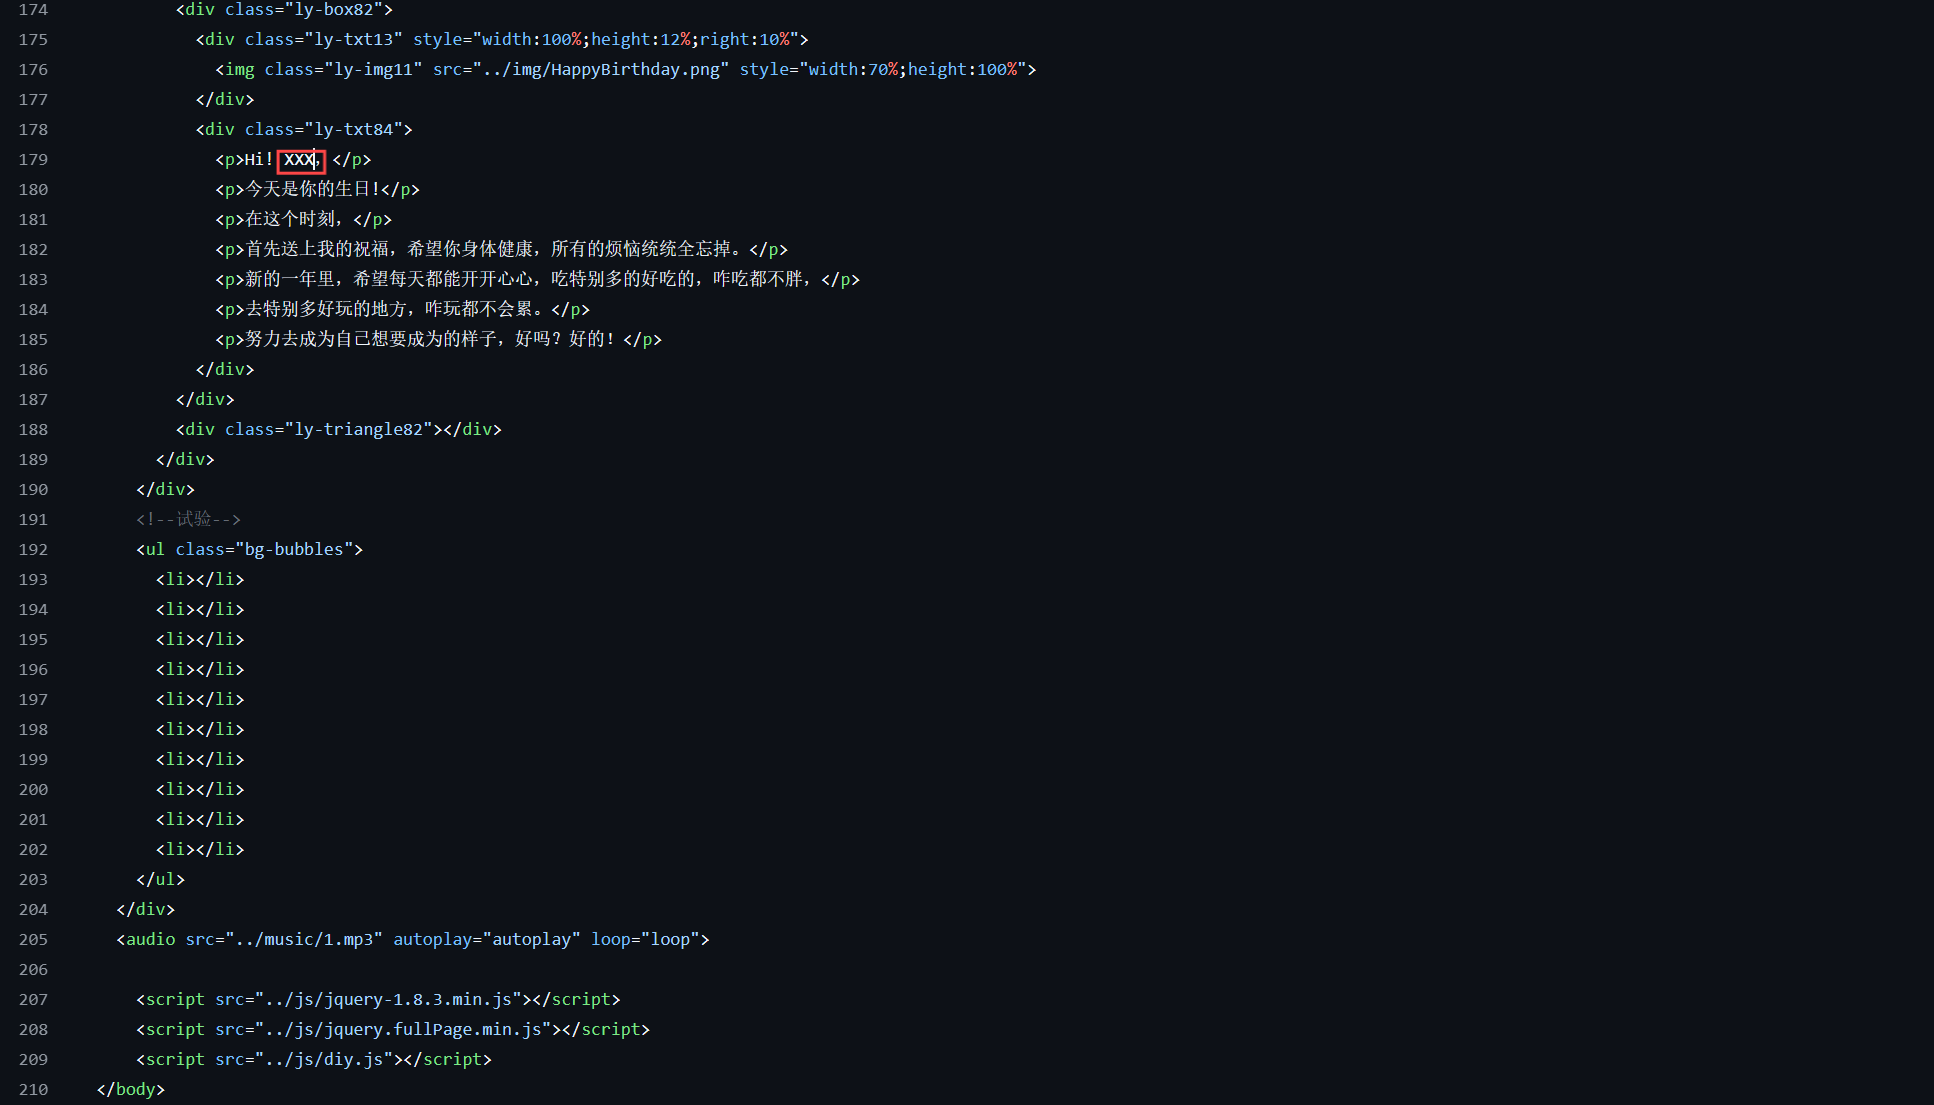 174 <div class="ly-box82">
175 <div class="ly-txt13" style="width:100%;height:12%;right:10%">
176 <img class="ly-img11" src="../img/HappyBirthday.png" style="width:70%;height:100%">
177 </div>
178 <div class="ly-txt84">
179 <p>Hi! XXX，</p>
180 <p>今天是你的生日!</p>
181 <p>在这个时刻，</p>
182 <p>首先送上我的祝福，希望你身体健康，所有的烦恼统统全忘掉。</p>
183 <p>新的一年里，希望每天都能开开心心，吃特别多的好吃的，咋吃都不胖，</p>
184 <p>去特别多好玩的地方，咋玩都不会累。</p>
185 <p>努力去成为自己想要成为的样子，好吗？好的！</p>
186 </div>
187 </div>
188 <div class="ly-triangle82"></div>
189 </div>
190 </div>
191 <!--试验-->
192 <ul class="bg-bubbles">
193 <li></li>
194 <li></li>
195 <li></li>
196 <li></li>
197 <li></li>
198 <li></li>
199 <li></li>
200 <li></li>
201 <li></li>
202 <li></li>
203 </ul>
204 </div>
205 <audio src="../music/1.mp3" autoplay="autoplay" loop="loop">
206
207 <script src="../js/jquery-1.8.3.min.js"></script>
208 <script src="../js/jquery.fullPage.min.js"></script>
209 <script src="../js/diy.js"></script>
210 </body>